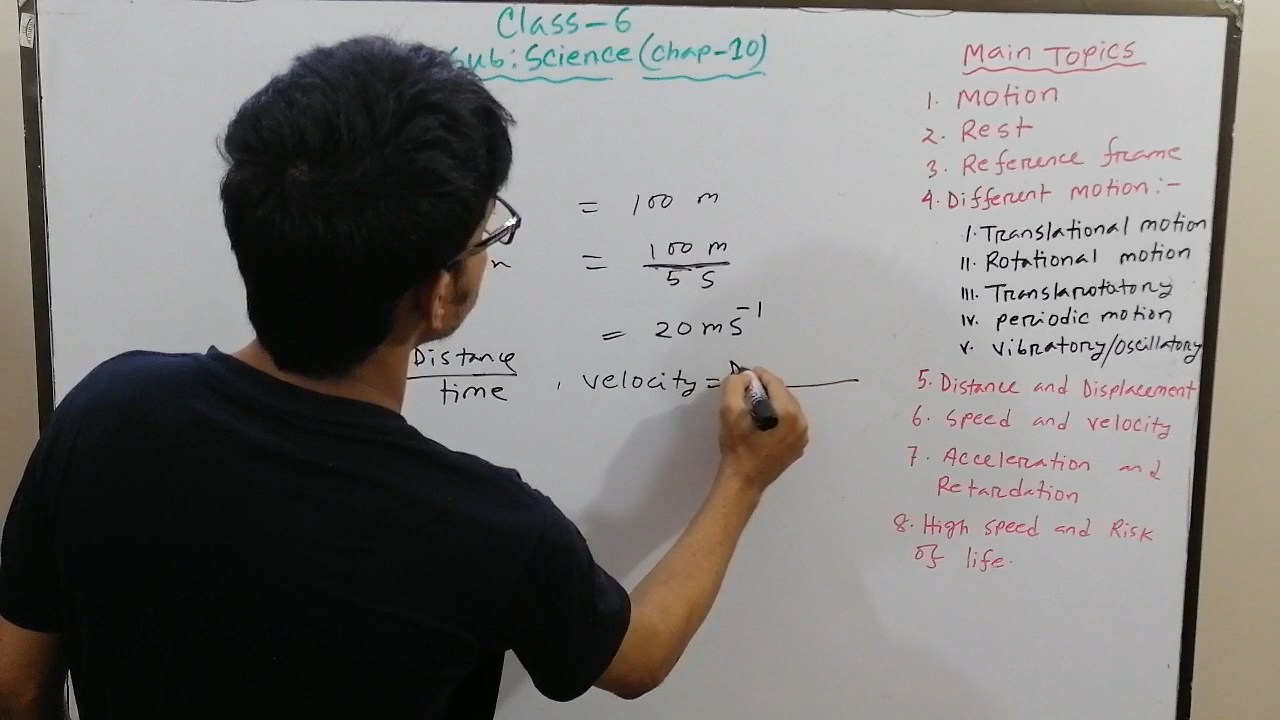 Class-6
Sub: Science (chap-10)
= 100 m
= 100 m
5 S
= 20 mS⁻¹
Distance
time , velocity =
Main Topics
1. Motion
2. Rest
3. Reference frame
4. Different motion:-
I. Translational motion
II. Rotational motion
III. Translarotatory
IV. periodic motion
V. vibratory/oscillatory
5. Distance and Displacement
6. speed and velocity
7. Acceleration and
Retardation
8. High speed and Risk
of life.